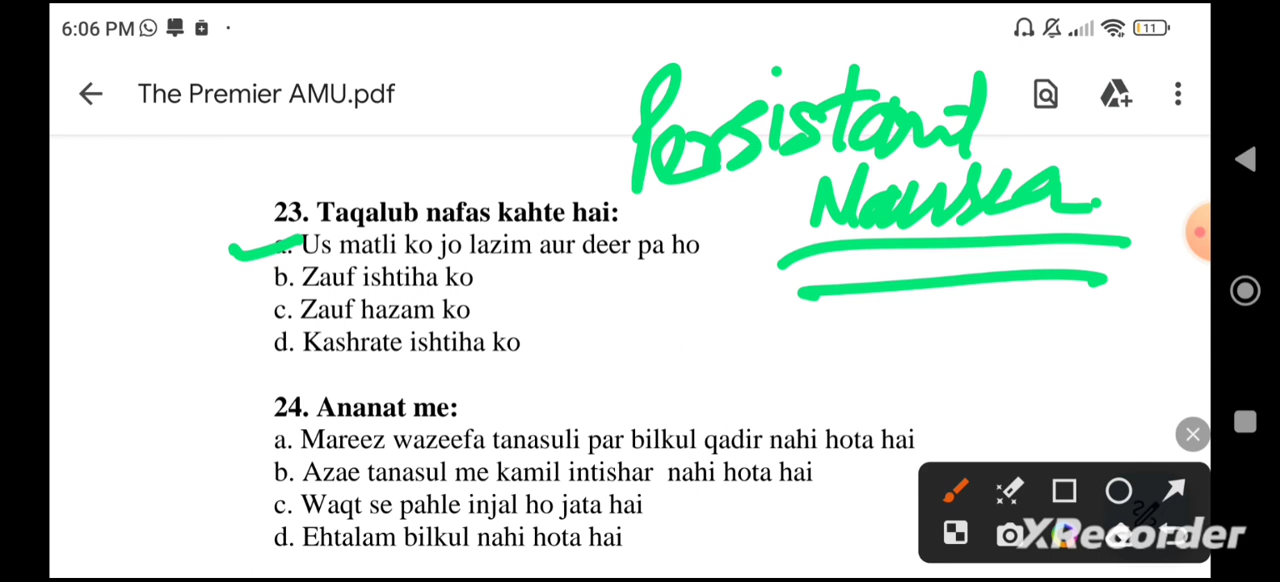 6:06 PM
11
The Premier AMU.pdf
Persistant
Nausea.
23. Taqalub nafas kahte hai:
a. Us matli ko jo lazim aur deer pa ho
b. Zauf ishtiha ko
c. Zauf hazam ko
d. Kashrate ishtiha ko
24. Ananat me:
a. Mareez wazeefa tanasuli par bilkul qadir nahi hota hai
b. Azae tanasul me kamil intishar nahi hota hai
c. Waqt se pahle injal ho jata hai
d. Ehtalam bilkul nahi hota hai
XRecorder